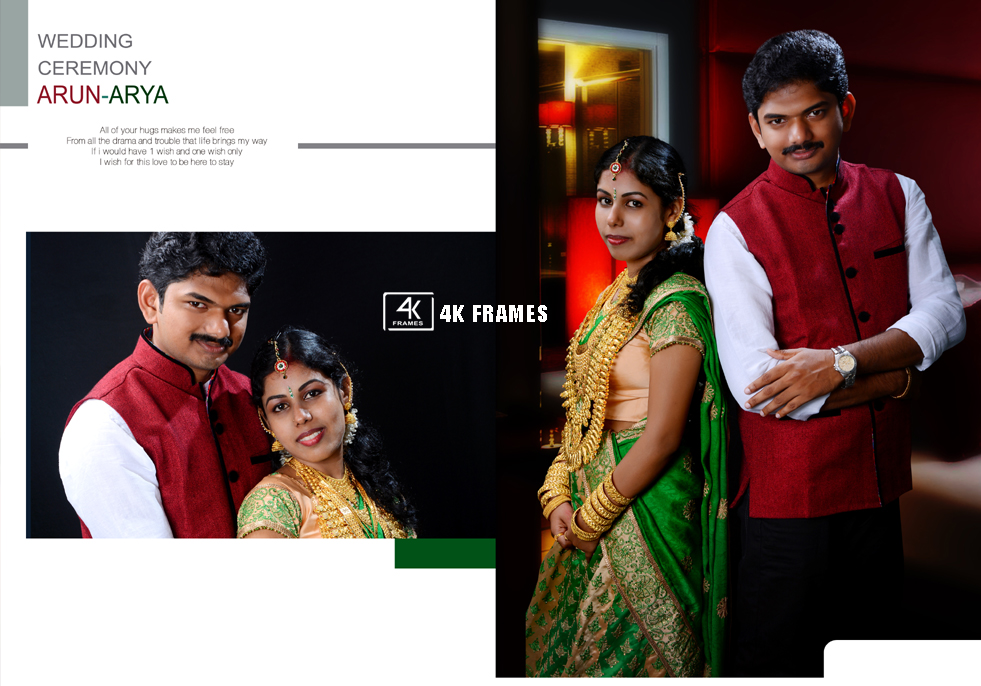 WEDDING
CEREMONY
ARUN-ARYA
All of your hugs makes me feel free
From all the drama and trouble that life brings my way
If i would have 1 wish and one wish only
I wish for this love to be here to stay
4K
FRAMES
4K FRAMES